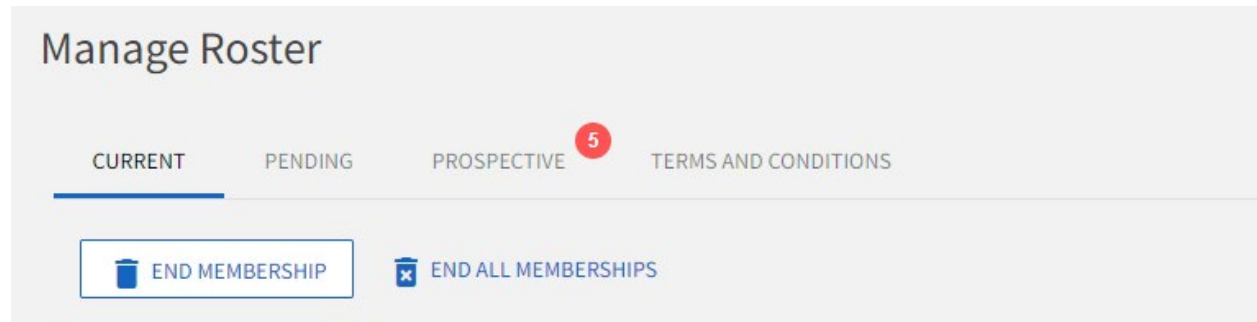 Manage Roster
CURRENT PENDING PROSPECTIVE 5 TERMS AND CONDITIONS
END MEMBERSHIP END ALL MEMBERSHIPS